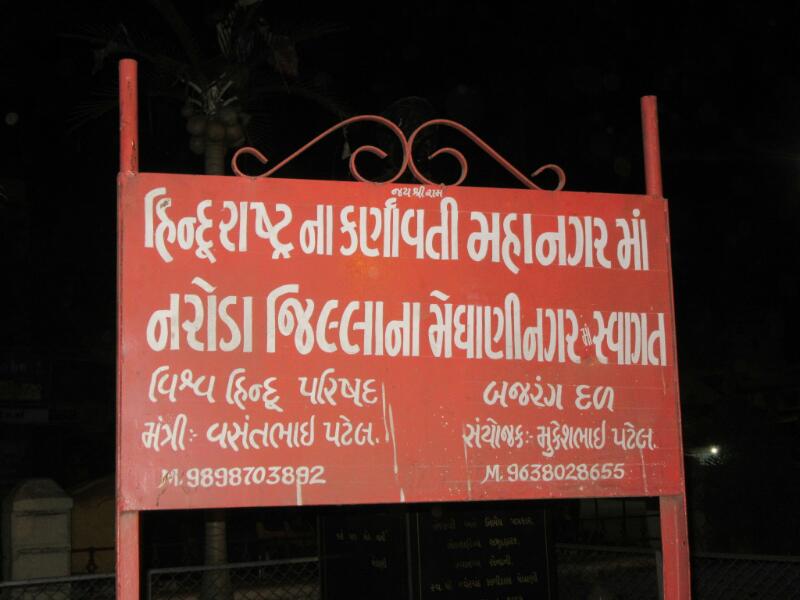 જય શ્રી રામ
હિન્દૂ રાષ્ટ્ર ના કર્ણાવતી મહાનગર માં
નરોડા જિલ્લાના મેઘાણીનગર માં સ્વાગત
વિશ્વ હિન્દૂ પરિષદ બજરંગ દળ
મંત્રી: વસંતભાઇ પટેલ. સંયોજક: મુકેશભાઇ પટેલ.
M. 9898703892 M. 9638028655